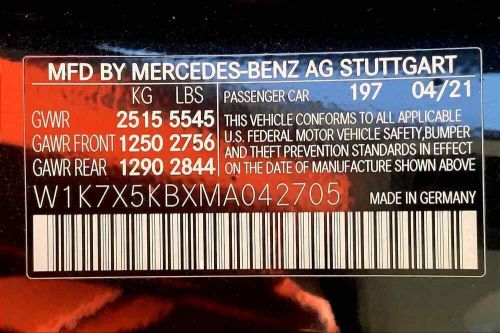 MFD BY MERCEDES-BENZ AG STUTTGART
KG LBS
GVWR 2515 5545
GAWR FRONT 1250 2756
GAWR REAR 1290 2844
PASSENGER CAR 197 04/21
THIS VEHICLE CONFORMS TO ALL APPLICABLE
U.S. FEDERAL MOTOR VEHICLE SAFETY,BUMPER
AND THEFT PREVENTION STANDARDS IN EFFECT
ON THE DATE OF MANUFACTURE SHOWN ABOVE.
W1K7X5KBXMA042705
MADE IN GERMANY